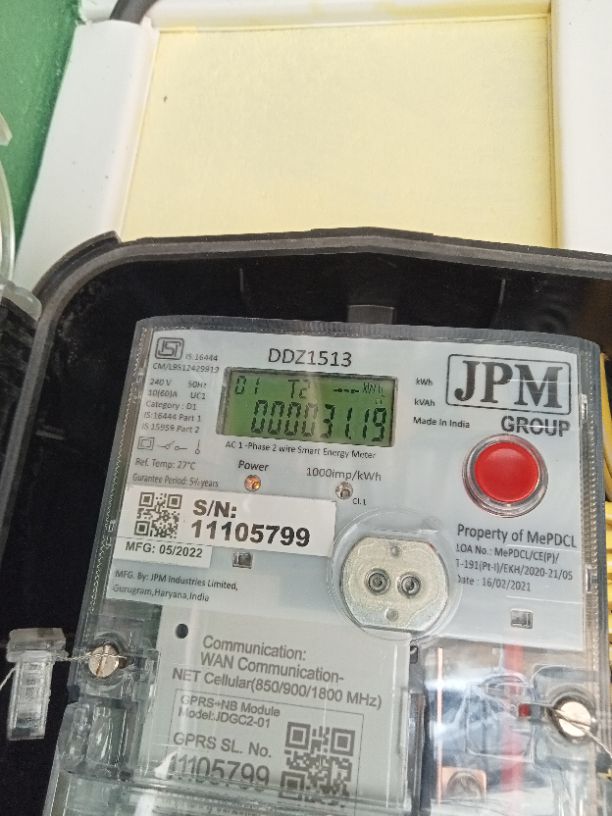 ISI
IS:16444
CM/L
240 V 50Hz
10(60)A UC1
Category : D1
IS:16444 Part 1
IS 15959 Part 2
Ref. Temp: 27°C
Gurantee Period: 5½ years
DDZ1513
01 T2 kWh
000031.19
kWh
kVAh
Made In India
JPM
GROUP
AC 1 -Phase 2 wire Smart Energy Meter
Power
1000imp/kWh
Cl.1
S/N:
11105799
MFG: 05/2022
MFG. By: JPM Industries Limited,
Gurugram,Haryana,India
Property of MePDCL
LOA No.: MePDCL/CE(P)/
T-191(Pt-I)/EKH/2020-21/05
Date : 16/02/2021
Communication:
WAN Communication-
NET Cellular(850/900/1800 MHz)
GPRS+NB Module
Model:JDGC2-01
GPRS SL. No.
11105799